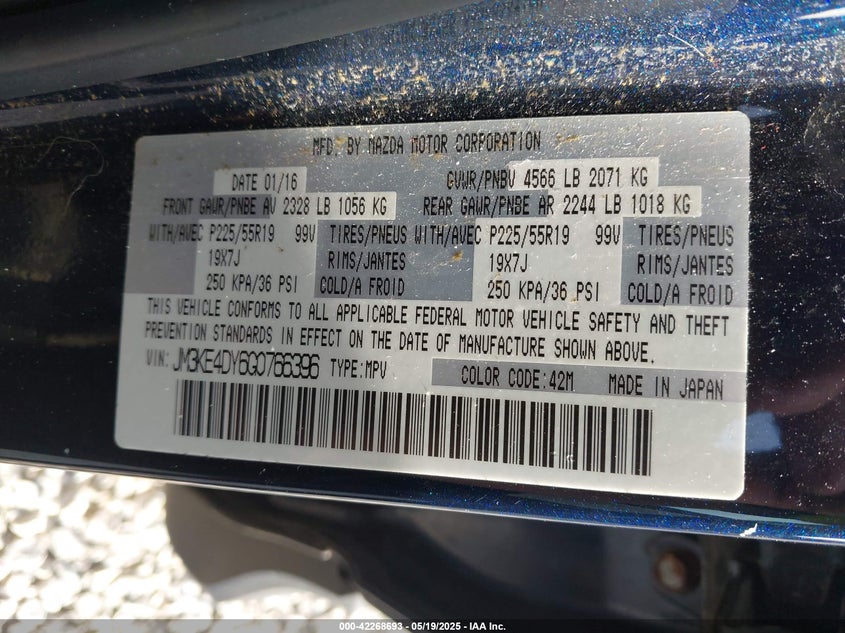 MFD. BY MAZDA MOTOR CORPORATION
DATE 01/16 GVWR/PNBV 4566 LB 2071 KG
FRONT GAWR/PNBE AV 2328 LB 1056 KG REAR GAWR/PNBE AR 2244 LB 1018 KG
WITH/AVEC P225/55R19 99V TIRES/PNEUS WITH/AVEC P225/55R19 99V TIRES/PNEUS
19X7J RIMS/JANTES 19X7J RIMS/JANTES
250 KPA/36 PSI COLD/A FROID 250 KPA/36 PSI COLD/A FROID
THIS VEHICLE CONFORMS TO ALL APPLICABLE FEDERAL MOTOR VEHICLE SAFETY AND THEFT
PREVENTION STANDARDS IN EFFECT ON THE DATE OF MANUFACTURE SHOWN ABOVE.
VIN: JM3KE4DY6G0766396 TYPE:MPV COLOR CODE:42M MADE IN JAPAN
000-42268693 - 05/19/2025 - IAA Inc.